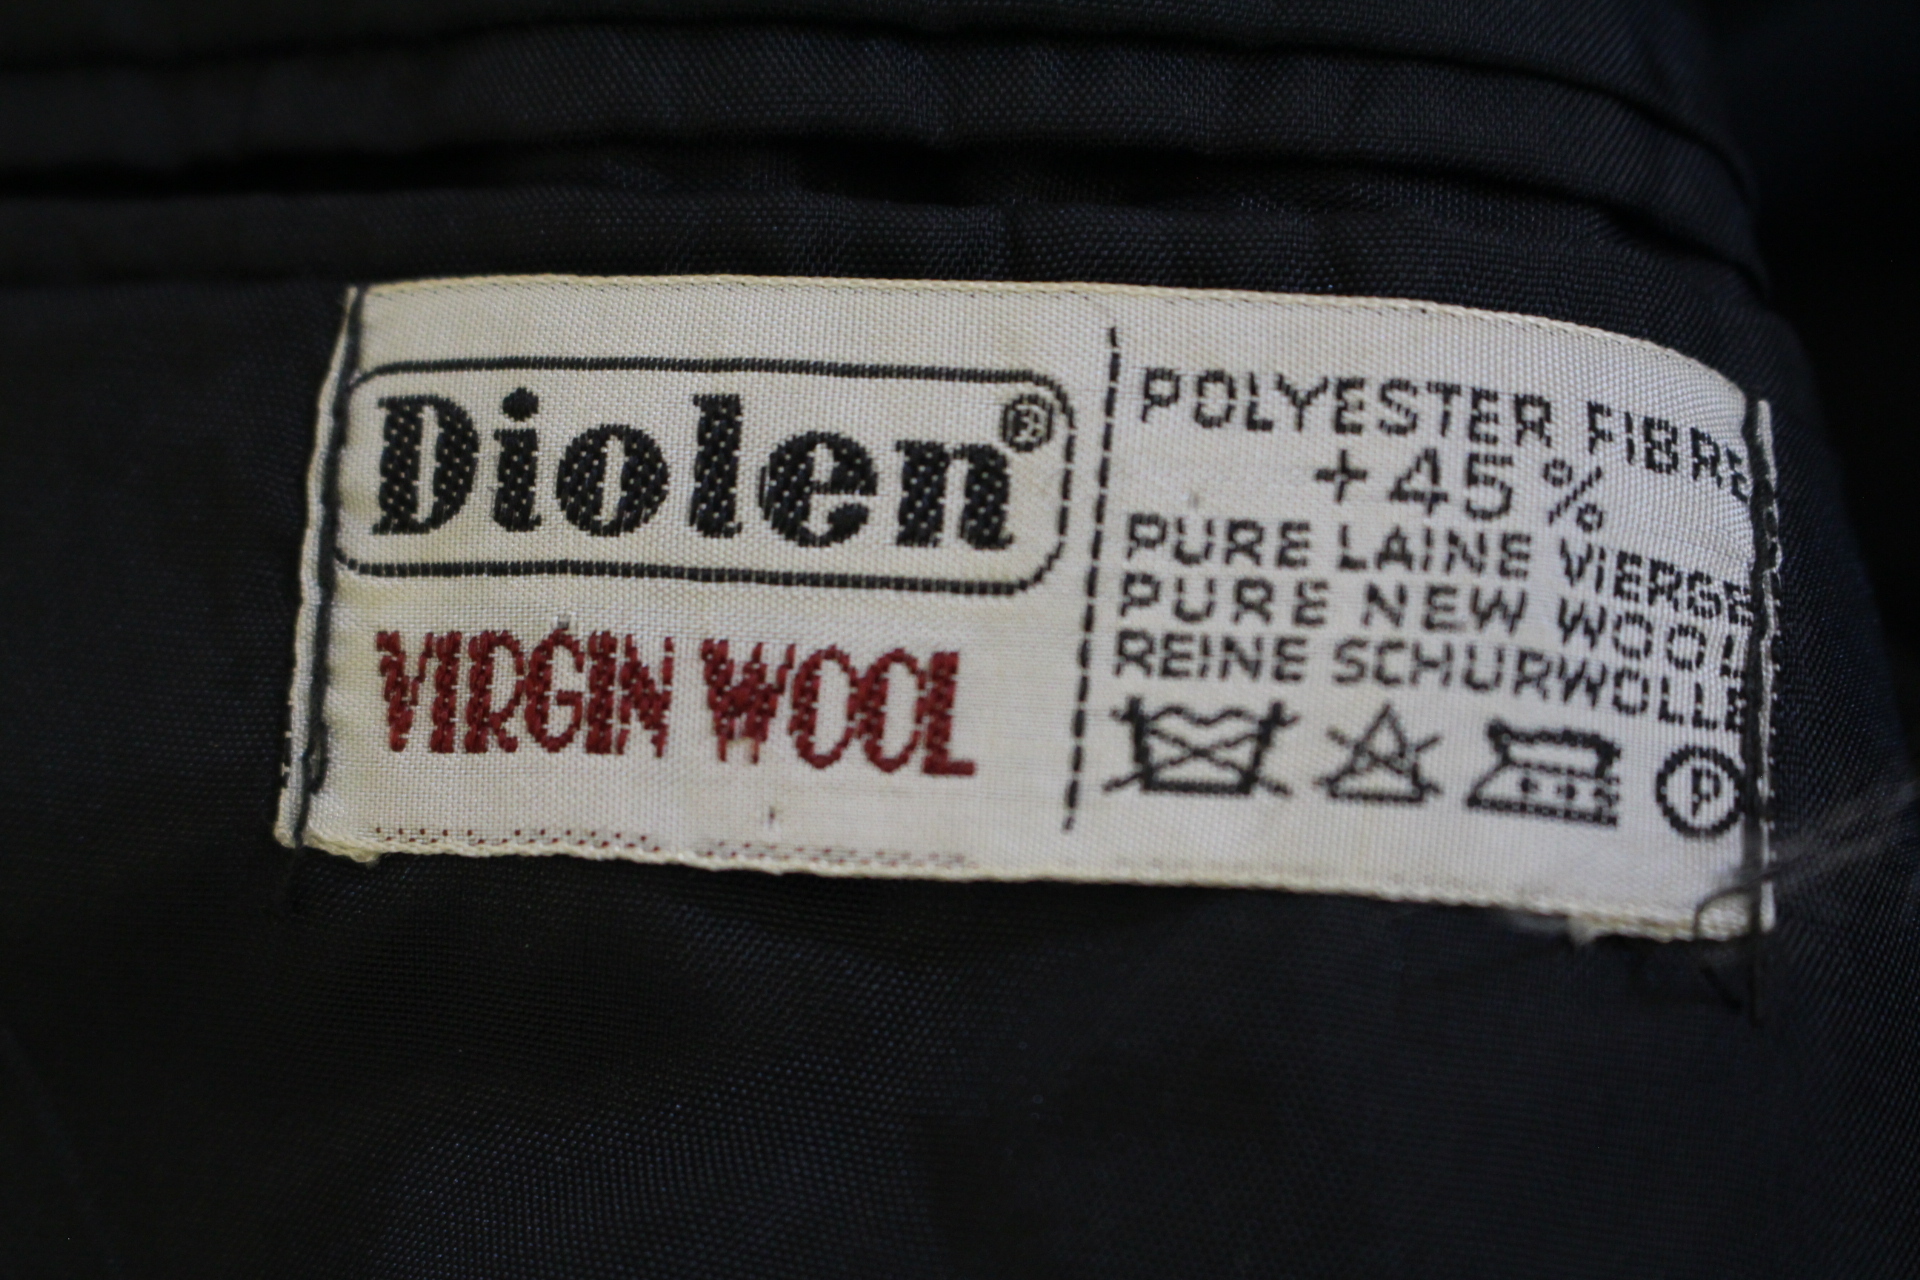 Diolen®
VIRGIN WOOL
POLYESTER FIBRE
+45%
PURE LAINE VIERGE
PURE NEW WOOL
REINE SCHURWOLLE
P